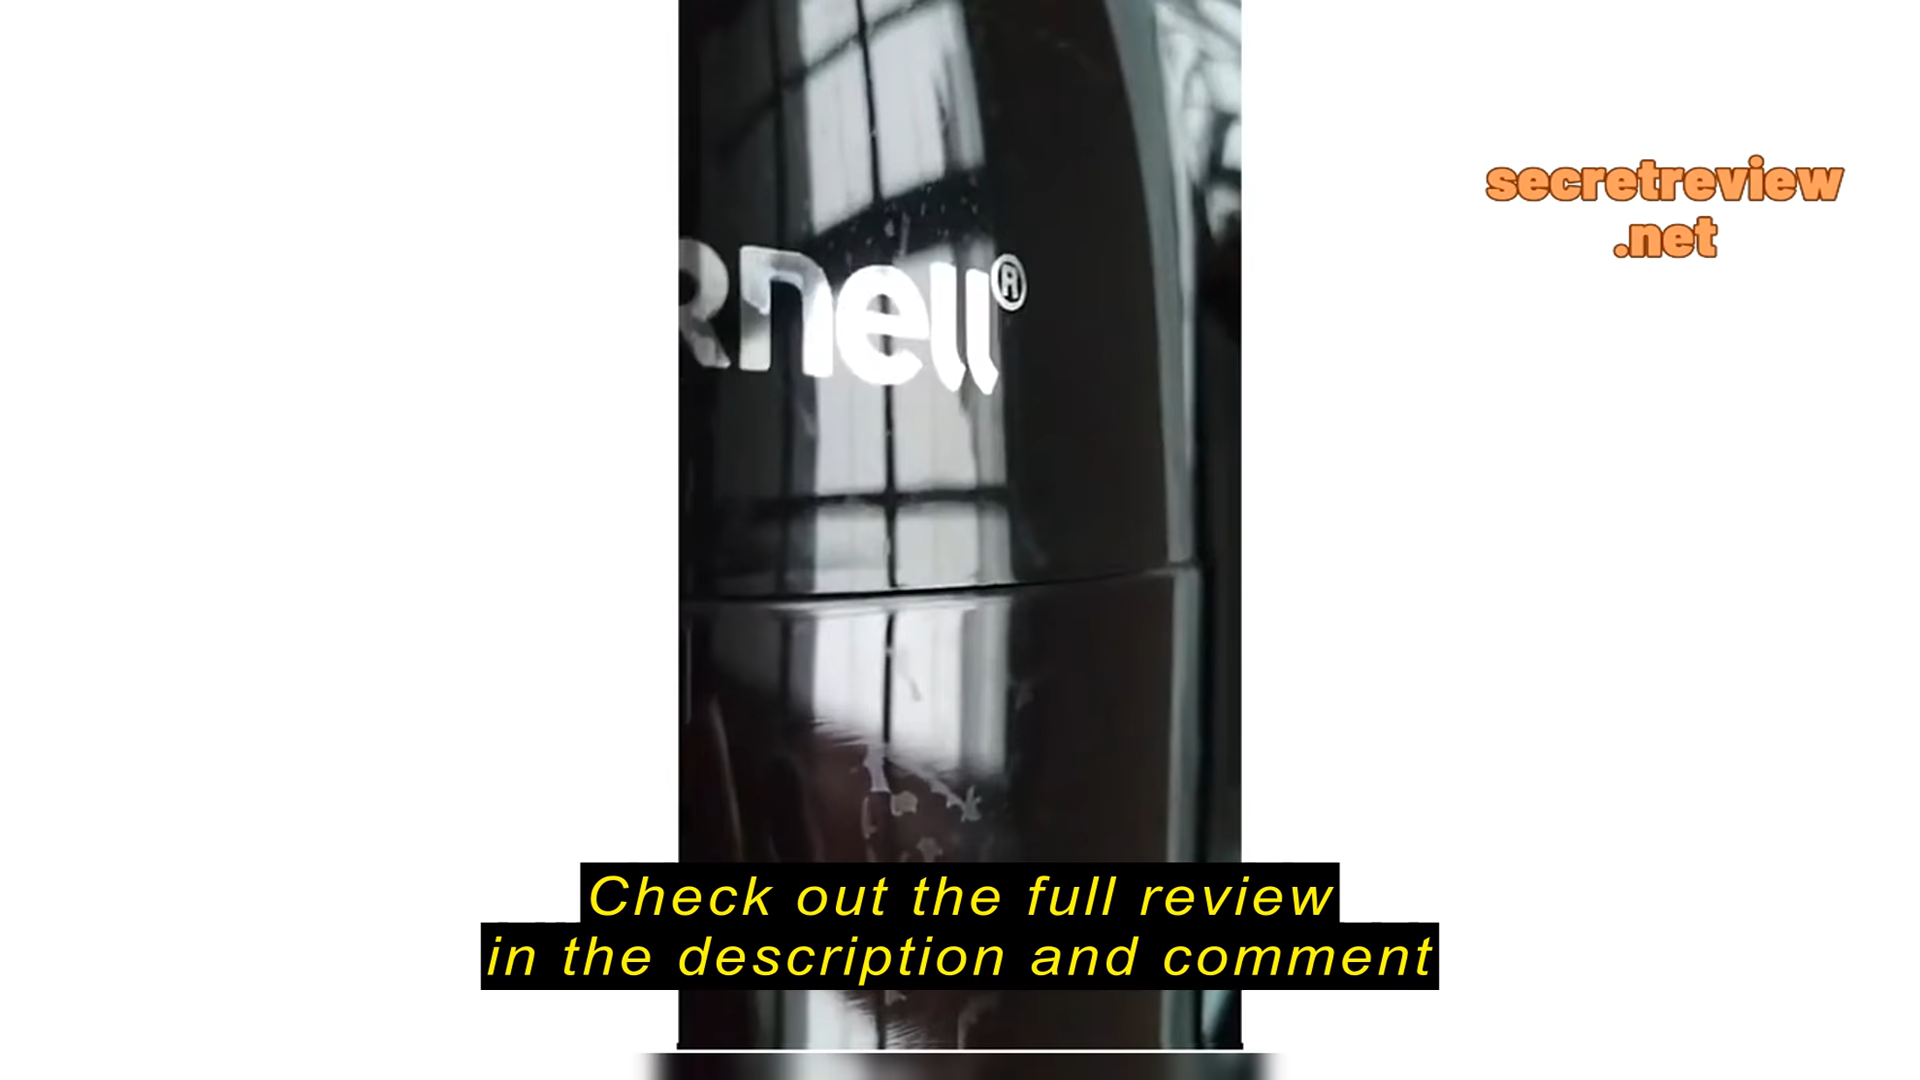 secretreview
.net
Rnell®
Check out the full review
in the description and comment